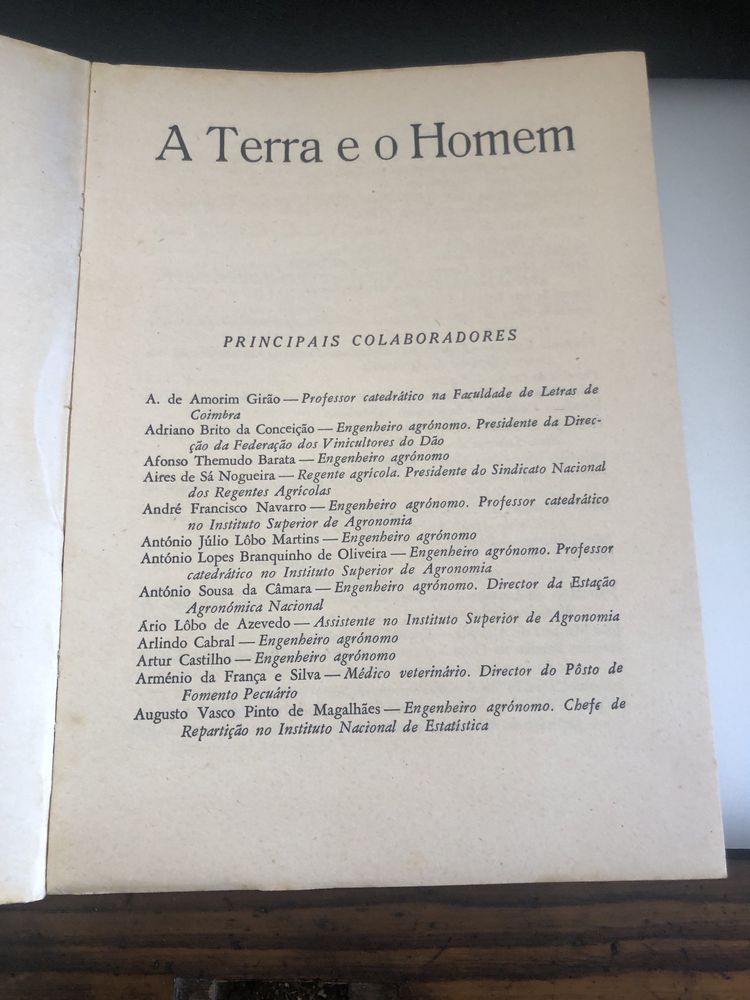 A Terra e o Homem
PRINCIPAIS COLABORADORES
A. de Amorim Girão — Professor catedrático na Faculdade de Letras de
Coimbra
Adriano Brito da Conceição — Engenheiro agrónomo. Presidente da Direc-
ção da Federação dos Vinicultores do Dão
Afonso Themudo Barata — Engenheiro agrónomo
Aires de Sá Nogueira — Regente agrícola. Presidente do Sindicato Nacional
dos Regentes Agrícolas
André Francisco Navarro — Engenheiro agrónomo. Professor catedrático
no Instituto Superior de Agronomia
António Júlio Lôbo Martins — Engenheiro agrónomo
António Lopes Branquinho de Oliveira — Engenheiro agrónomo. Professor
catedrático no Instituto Superior de Agronomia
António Sousa da Câmara — Engenheiro agrónomo. Director da Estação
Agronómica Nacional
Ário Lôbo de Azevedo — Assistente no Instituto Superior de Agronomia
Arlindo Cabral — Engenheiro agrónomo
Artur Castilho — Engenheiro agrónomo
Arménio da França e Silva — Médico veterinário. Director do Pôsto de
Fomento Pecuário
Augusto Vasco Pinto de Magalhães — Engenheiro agrónomo. Chefe de
Repartição no Instituto Nacional de Estatística